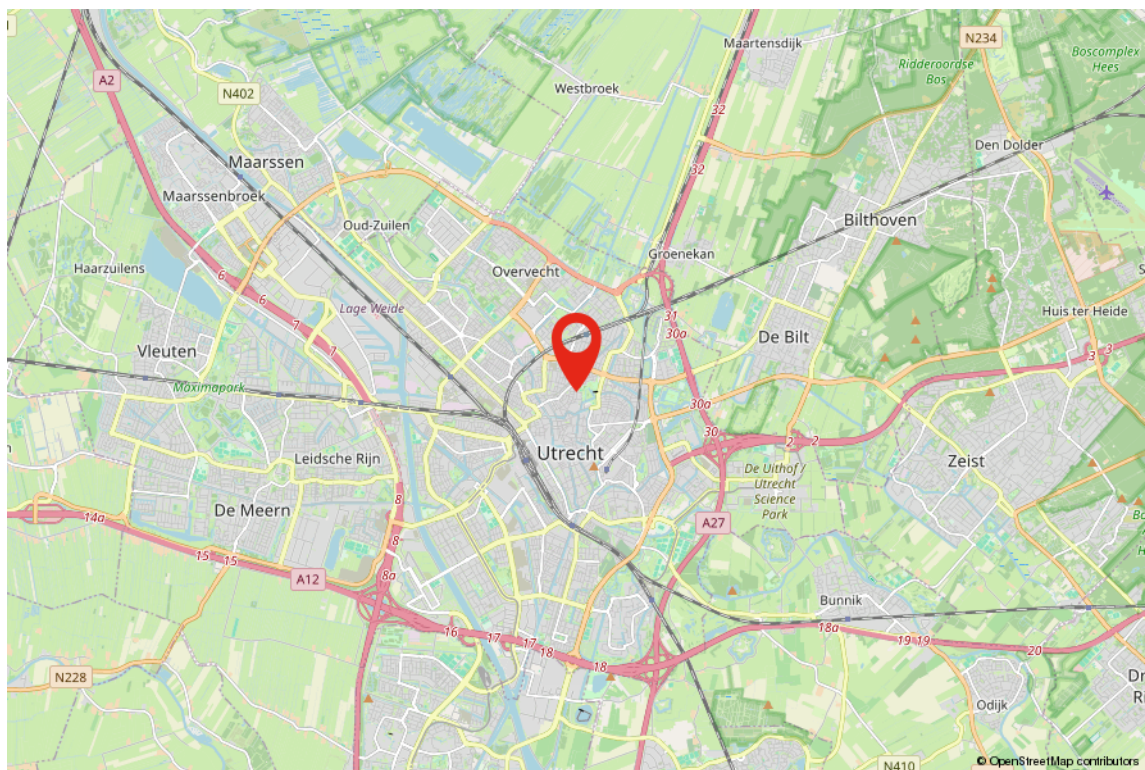 Maartensdijk
N234
Boscomplex
Hees
Ridderoordse
Bos
A2
N402
Westbroek
32
Den Dolder
Maarssen
32
Maarssenbroek
Bilthoven
Oud-Zuilen
Groenekan
Haarzuilens
6
Overvecht
6
Lage Weide
31
Huis ter Heide
7
30a
De Bilt
Vleuten
7
3
3
Maximapark
30a
30
2
2
Utrecht
Leidsche Rijn
Zeist
De Uithof /
Utrecht
Science
Park
8
De Meern
14a
A27
8
15
15
A12
8a
Bunnik
16
17
17
18
18a
19
19
20
18
N228
Odijk
N410
© OpenStreetMap contributors